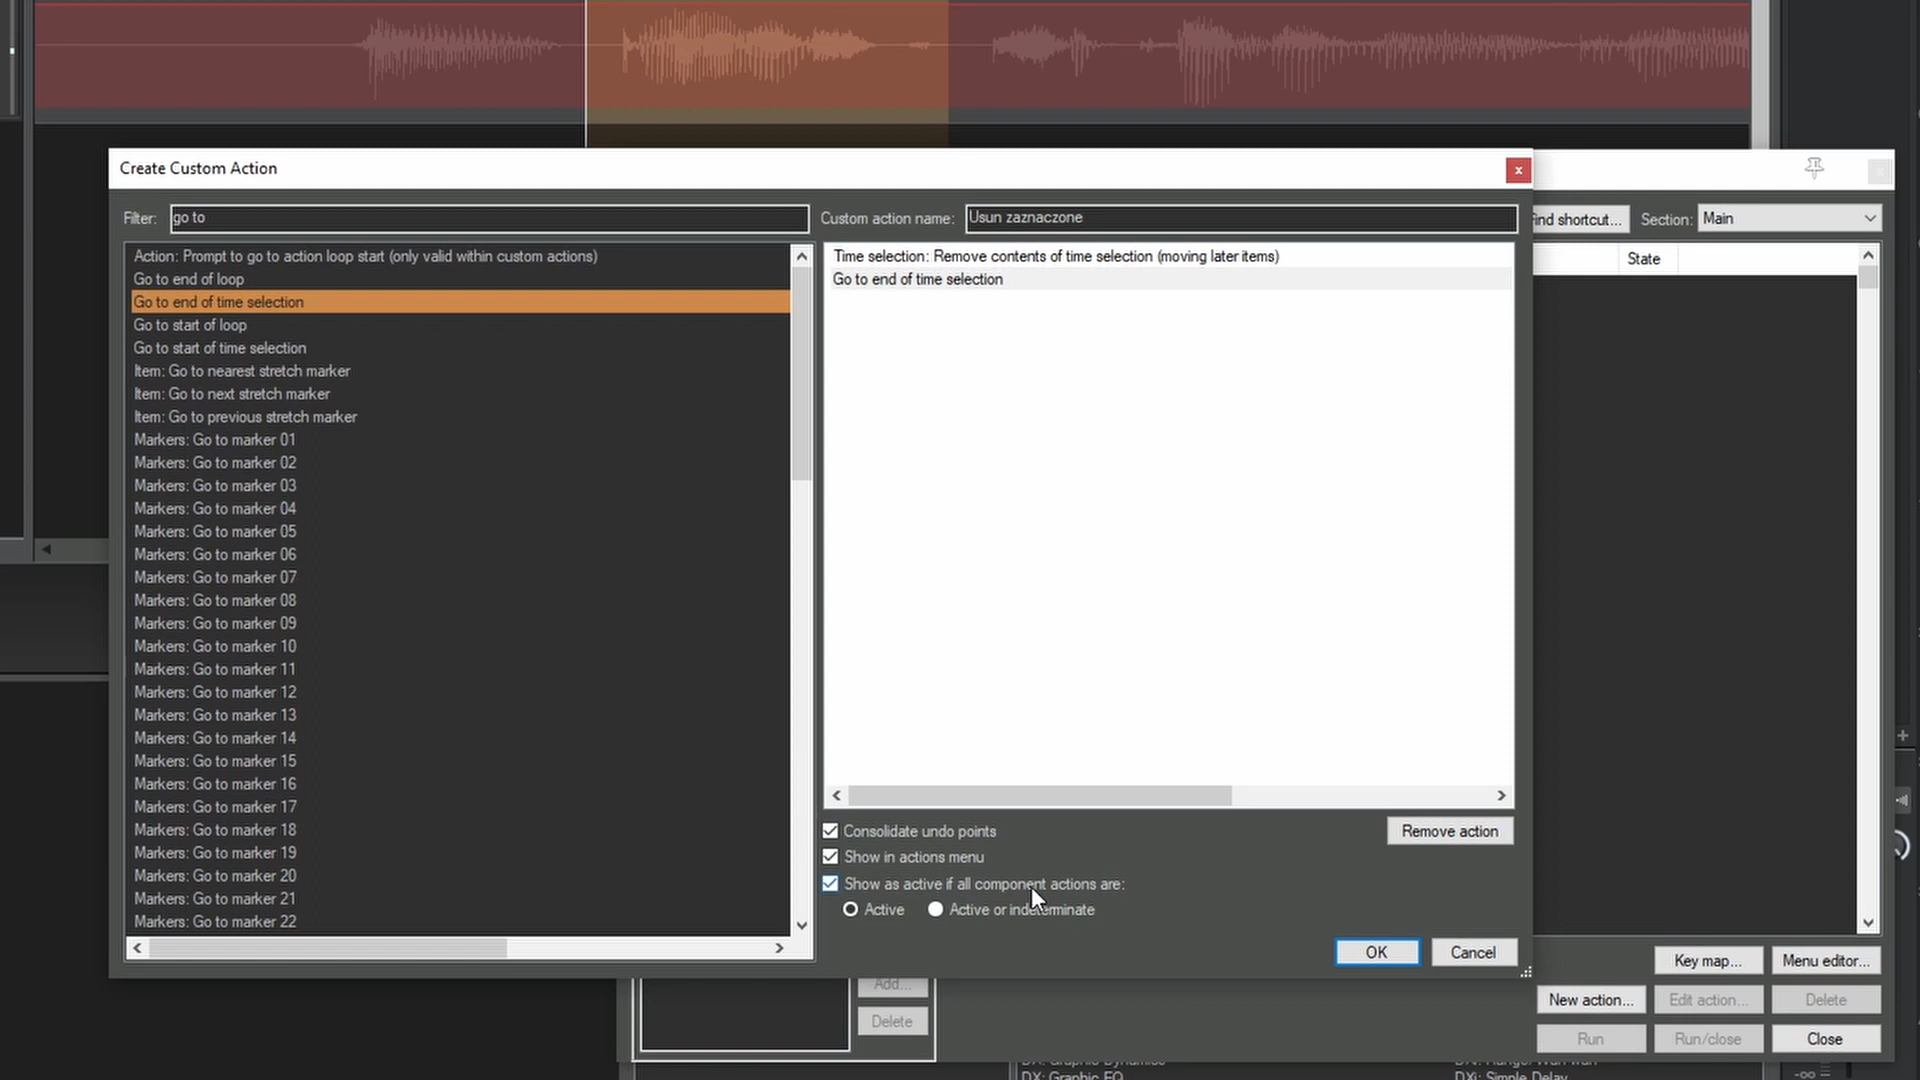 Create Custom Action
x
Filter:
go to
Custom action name:
Usun zaznaczone
Find shortcut...
Section:
Main
Action: Prompt to go to action loop start (only valid within custom actions)
Go to end of loop
Go to end of time selection
Go to start of loop
Go to start of time selection
Item: Go to nearest stretch marker
Item: Go to next stretch marker
Item: Go to previous stretch marker
Markers: Go to marker 01
Markers: Go to marker 02
Markers: Go to marker 03
Markers: Go to marker 04
Markers: Go to marker 05
Markers: Go to marker 06
Markers: Go to marker 07
Markers: Go to marker 08
Markers: Go to marker 09
Markers: Go to marker 10
Markers: Go to marker 11
Markers: Go to marker 12
Markers: Go to marker 13
Markers: Go to marker 14
Markers: Go to marker 15
Markers: Go to marker 16
Markers: Go to marker 17
Markers: Go to marker 18
Markers: Go to marker 19
Markers: Go to marker 20
Markers: Go to marker 21
Markers: Go to marker 22
Time selection: Remove contents of time selection (moving later items)
Go to end of time selection
State
Consolidate undo points
Remove action
Show in actions menu
Show as active if all component actions are:
Active
Active or indeterminate
OK
Cancel
Key map...
Menu editor...
Add...
New action...
Edit action...
Delete
Delete
Run
Run/close
Close
DX: Graphic EQ
DXi: Simple Delay
-oo